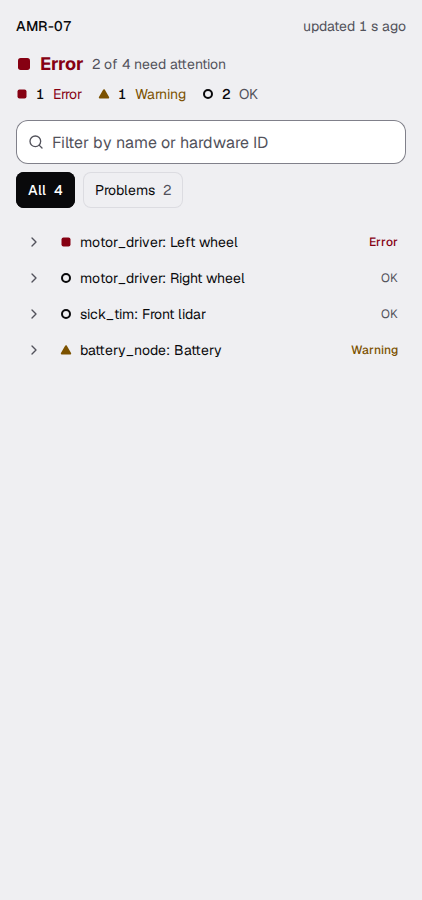 AMR-07 updated 1 s ago
Error 2 of 4 need attention
1 Error 1 Warning 2 OK
Filter by name or hardware ID
All 4 Problems 2
motor_driver: Left wheel Error
motor_driver: Right wheel OK
sick_tim: Front lidar OK
battery_node: Battery Warning